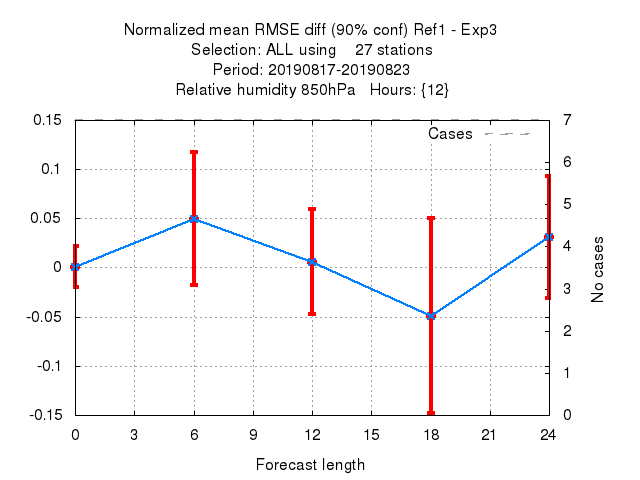 Normalized mean RMSE diff (90% conf) Ref1 - Exp3
Selection: ALL using    27 stations
Period: 20190817-20190823
Relative humidity 850hPa   Hours: {12}
Cases
0.15
0.1
0.05
0
-0.05
-0.1
-0.15
7
6
5
4
3
2
1
0
No cases
0 3 6 9 12 15 18 21 24
Forecast length